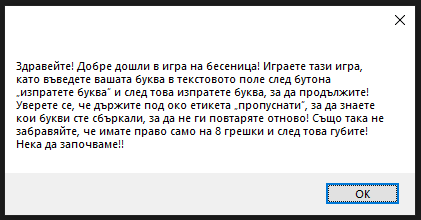 Здравейте! Добре дошли в игра на бесеница! Играете тази игра,
като въведете вашата буква в текстовото поле след бутона
„изпратете буква“ и след това изпратете буква, за да продължите!
Уверете се, че държите под око етикета „пропуснати“, за да знаете
кои букви сте сбъркали, за да не ги повтаряте отново! Също така не
забравяйте, че имате право само на 8 грешки и след това губите!
Нека да започваме!!
OK